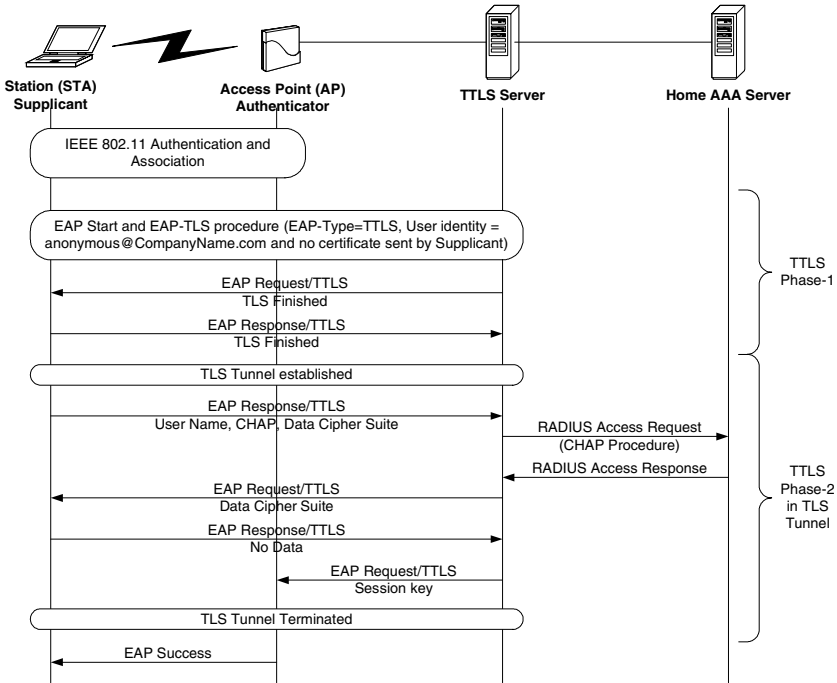 Station (STA)
Supplicant
Access Point (AP)
Authenticator
TTLS Server
Home AAA Server
IEEE 802.11 Authentication and
Association
EAP Start and EAP-TLS procedure (EAP-Type=TTLS, User identity =
anonymous@CompanyName.com and no certificate sent by Supplicant)
EAP Request/TTLS
TLS Finished
EAP Response/TTLS
TLS Finished
TTLS
Phase-1
TLS Tunnel established
EAP Response/TTLS
User Name, CHAP, Data Cipher Suite
RADIUS Access Request
(CHAP Procedure)
RADIUS Access Response
EAP Request/TTLS
Data Cipher Suite
EAP Response/TTLS
No Data
TTLS
Phase-2
in TLS
Tunnel
EAP Request/TTLS
Session key
TLS Tunnel Terminated
EAP Success